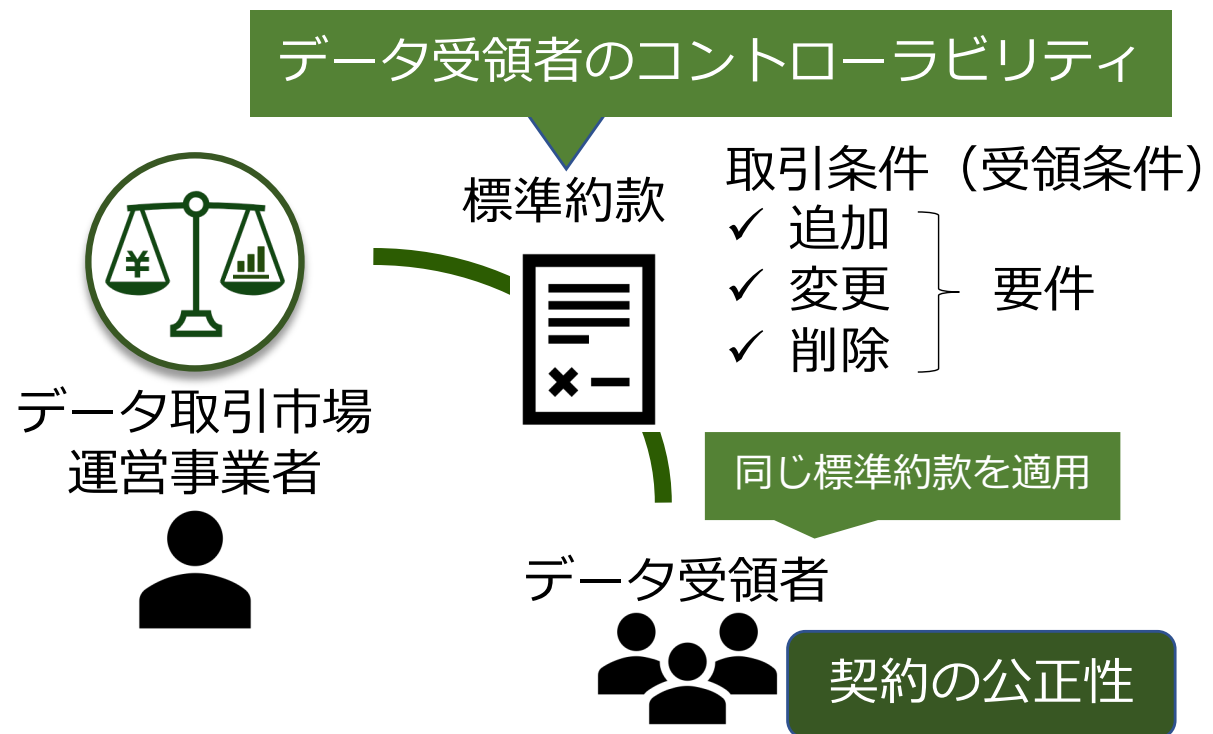 データ受領者のコントローラビリティ
標準約款
取引条件（受領条件）
✓ 追加
✓ 変更
✓ 削除
要件
¥
データ取引市場
運営事業者
同じ標準約款を適用
データ受領者
契約の公正性